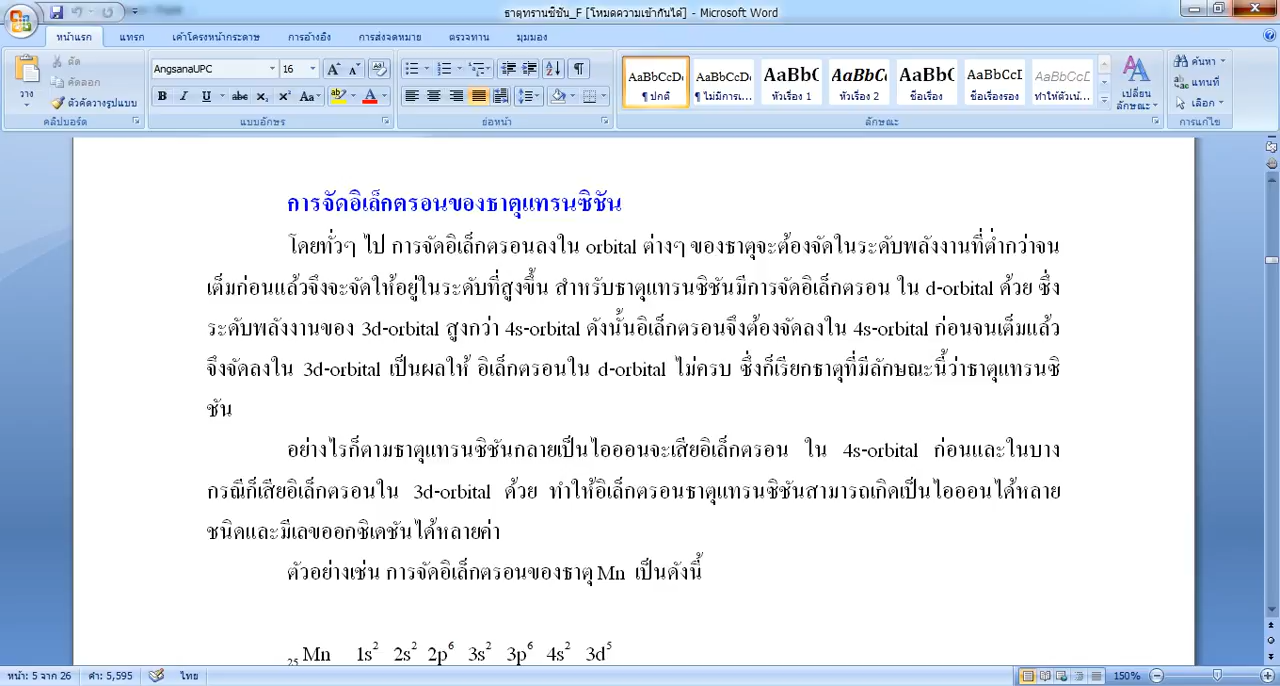 ธาตุทรานซิชัน_F [โหมดความเข้ากันได้] - Microsoft Word
หน้าแรก แทรก เค้าโครงหน้ากระดาษ การอ้างอิง การส่งจดหมาย ตรวจทาน มุมมอง
วาง
ตัด
คัดลอก
ตัวคัดวางรูปแบบ
คลิปบอร์ด
AngsanaUPC 16
แบบอักษร
ย่อหน้า
AaBbCcDc AaBbCcDc AaBbC AaBbCc AaBbC AaBbCcI AaBbCcD
¶ ปกติ ¶ ไม่มีการเ... หัวเรื่อง 1 หัวเรื่อง 2 ชื่อเรื่อง ชื่อเรื่องรอง ทำให้ตัวเน้...
ลักษณะ
เปลี่ยนลักษณะ
ค้นหา
แทนที่
เลือก
การแก้ไข
การจัดอิเล็กตรอนของธาตุแทรนซิชัน
โดยทั่วๆ ไป การจัดอิเล็กตรอนลงใน orbital ต่างๆ ของธาตุจะต้องจัดในระดับพลังงานที่ต่ำกว่าจน
เต็มก่อนแล้วจึงจะจัดให้อยู่ในระดับที่สูงขึ้น สำหรับธาตุแทรนซิชันมีการจัดอิเล็กตรอน ใน d-orbital ด้วย ซึ่ง
ระดับพลังงานของ 3d-orbital สูงกว่า 4s-orbital ดังนั้นอิเล็กตรอนจึงต้องจัดลงใน 4s-orbital ก่อนจนเต็มแล้ว
จึงจัดลงใน 3d-orbital เป็นผลให้ อิเล็กตรอนใน d-orbital ไม่ครบ ซึ่งก็เรียกธาตุที่มีลักษณะนี้ว่าธาตุแทรนซิ
ชัน
อย่างไรก็ตามธาตุแทรนซิชันกลายเป็นไอออนจะเสียอิเล็กตรอน ใน 4s-orbital ก่อนและในบาง
กรณีก็เสียอิเล็กตรอนใน 3d-orbital ด้วย ทำให้อิเล็กตรอนธาตุแทรนซิชันสามารถเกิดเป็นไอออนได้หลาย
ชนิดและมีเลขออกซิเดชันได้หลายค่า
ตัวอย่างเช่น การจัดอิเล็กตรอนของธาตุ Mn เป็นดังนี้
₂₅Mn 1s² 2s² 2p⁶ 3s² 3p⁶ 4s² 3d⁵
หน้า: 5 จาก 26 คำ: 5,595 ไทย 150%